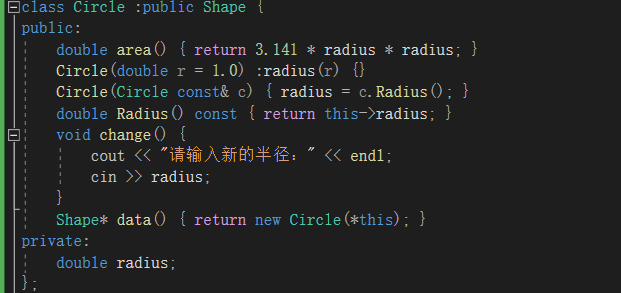 class Circle :public Shape {
public:
    double area() { return 3.141 * radius * radius; }
    Circle(double r = 1.0) :radius(r) {}
    Circle(Circle const& c) { radius = c.Radius(); }
    double Radius() const { return this->radius; }
    void change() {
        cout << "请输入新的半径：" << endl;
        cin >> radius;
    }
    Shape* data() { return new Circle(*this); }
private:
    double radius;
};